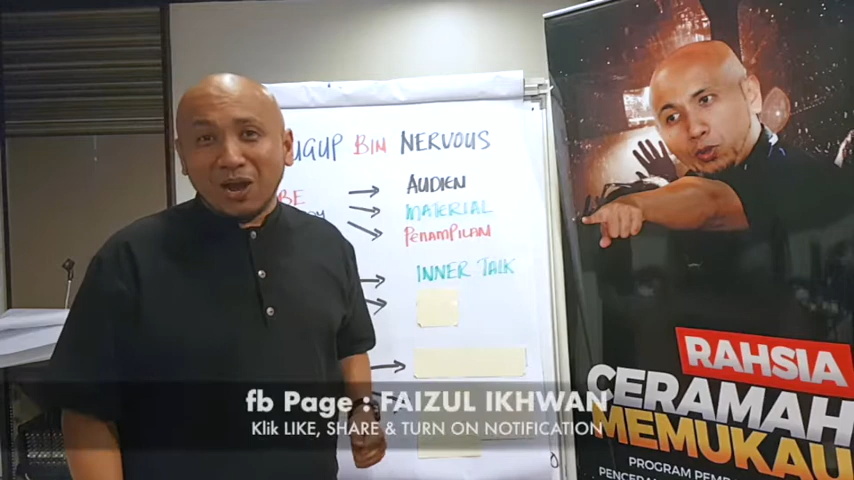 GUGUP BIN NERVOUS
BE → AUDIEN
→ MATERIAL
→ PENAMPILAN
→ INNER TALK
RAHSIA
CERAMAH
MEMUKAU
fb Page : FAIZUL IKHWAN
Klik LIKE, SHARE & TURN ON NOTIFICATION